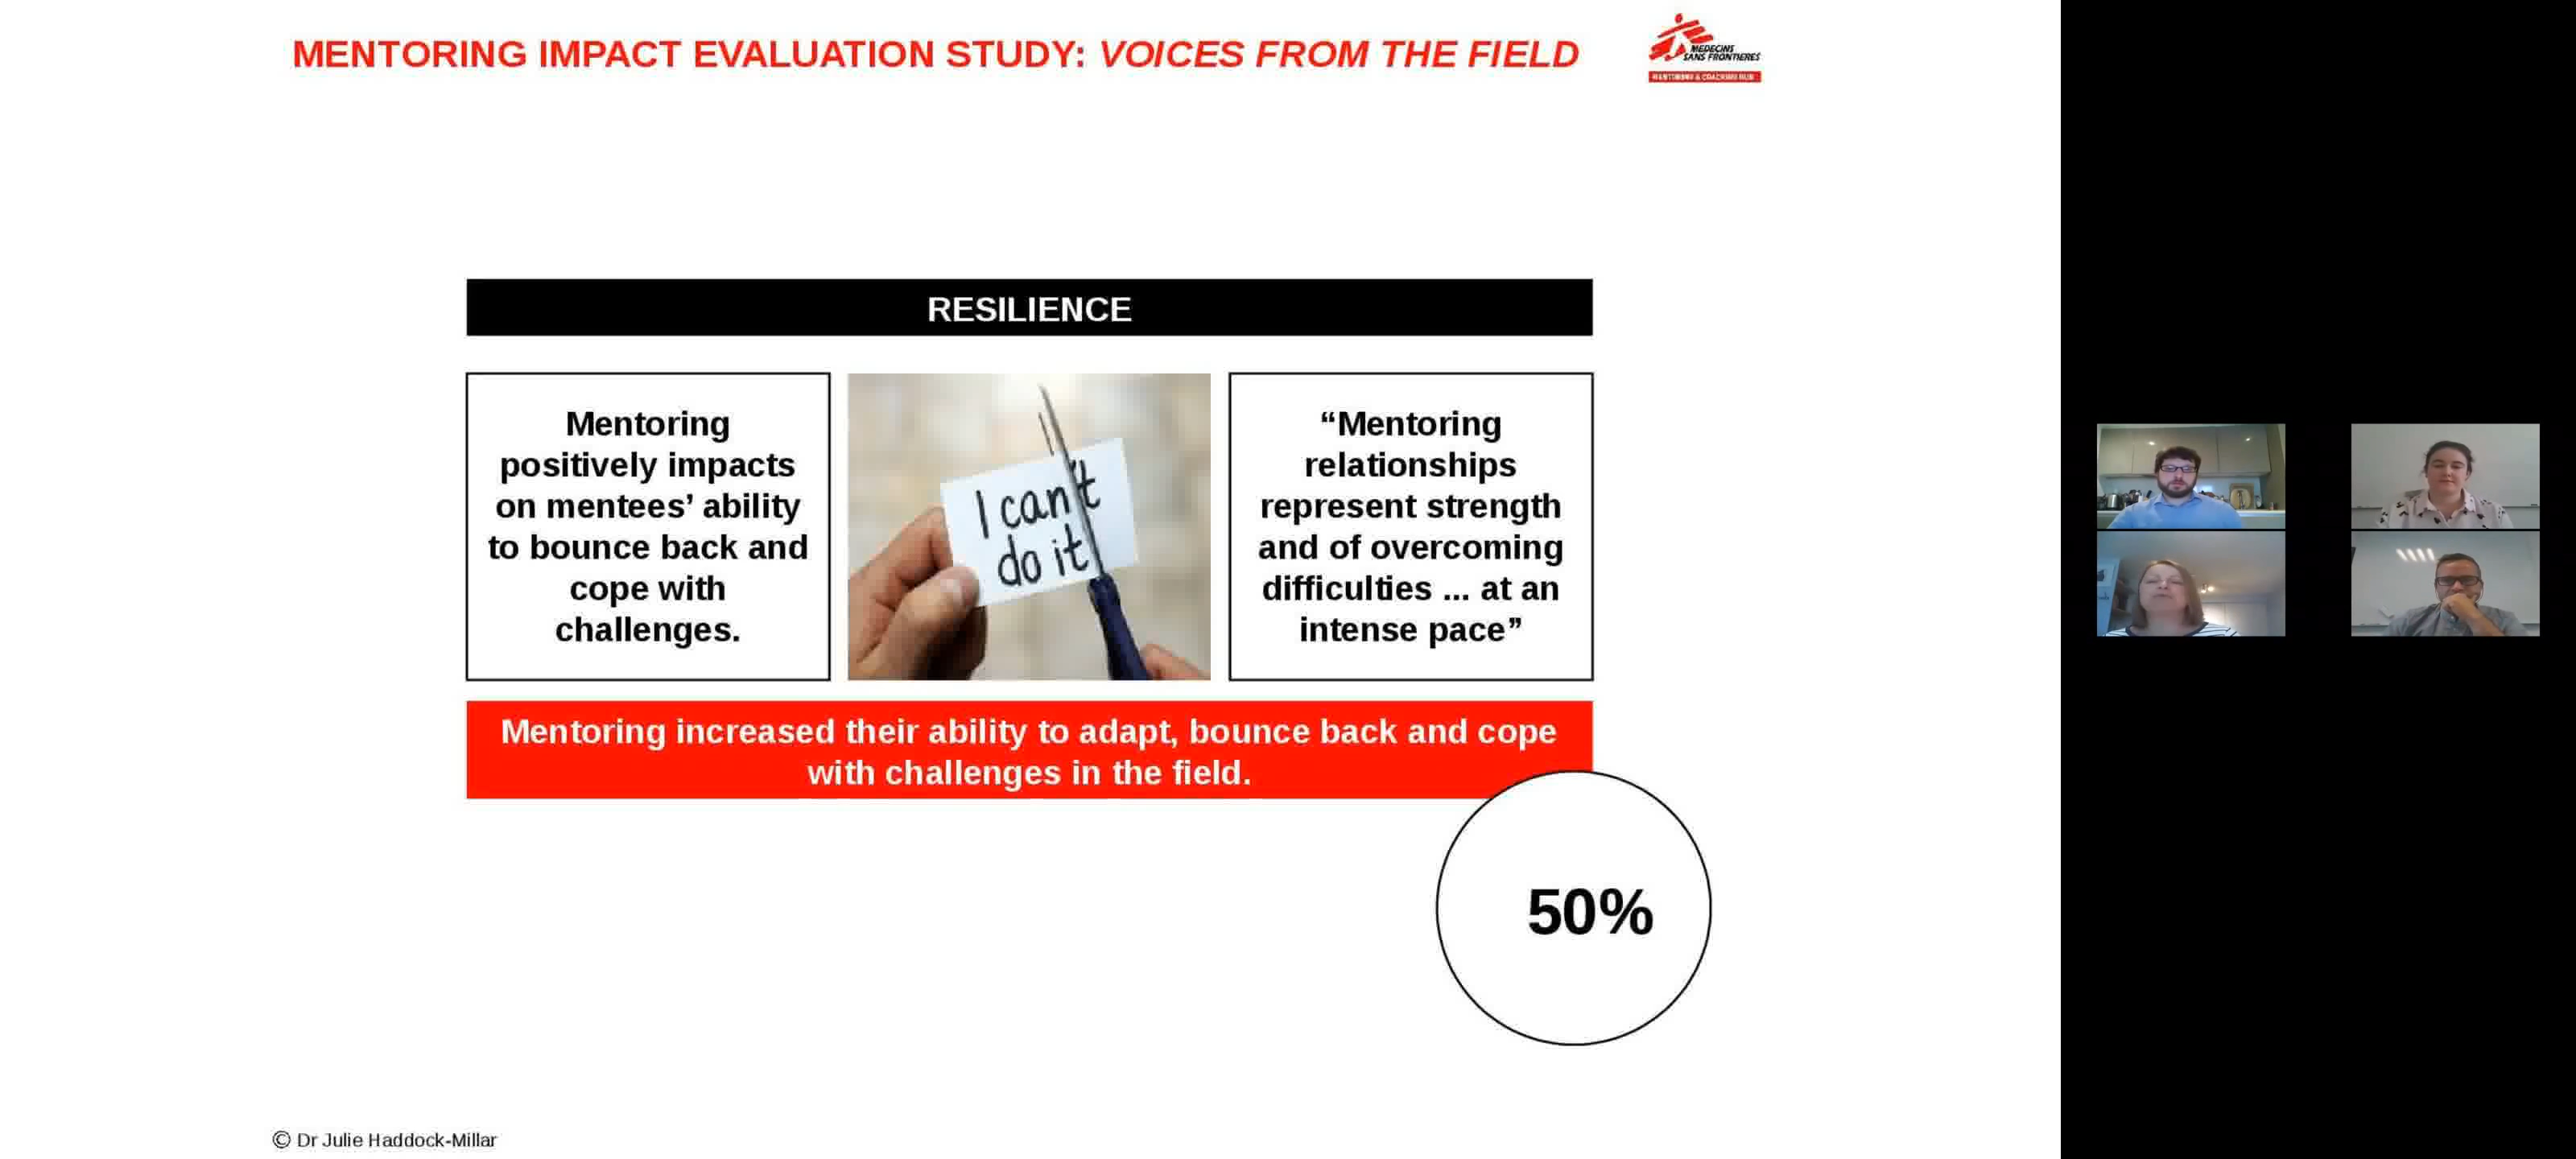 MENTORING IMPACT EVALUATION STUDY: VOICES FROM THE FIELD
MEDECINS
SANS FRONTIERES
MENTORING & COACHING HUB
RESILIENCE
Mentoring
positively impacts
on mentees’ ability
to bounce back and
cope with
challenges.
I can't
do it
“Mentoring
relationships
represent strength
and of overcoming
difficulties ... at an
intense pace”
Mentoring increased their ability to adapt, bounce back and cope
with challenges in the field.
50%
© Dr Julie Haddock-Millar